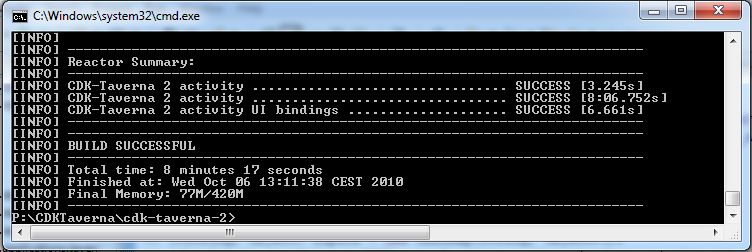 C:\Windows\system32\cmd.exe
[INFO]
[INFO] ------------------------------------------------------------------------
[INFO] Reactor Summary:
[INFO] ------------------------------------------------------------------------
[INFO] CDK-Taverna 2 activity ................................ SUCCESS [3.245s]
[INFO] CDK-Taverna 2 activity ................................ SUCCESS [8:06.752s]
[INFO] CDK-Taverna 2 activity UI bindings .................... SUCCESS [6.661s]
[INFO] ------------------------------------------------------------------------
[INFO] ------------------------------------------------------------------------
[INFO] BUILD SUCCESSFUL
[INFO] ------------------------------------------------------------------------
[INFO] Total time: 8 minutes 17 seconds
[INFO] Finished at: Wed Oct 06 13:11:38 CEST 2010
[INFO] Final Memory: 77M/420M
[INFO] ------------------------------------------------------------------------
P:\CDKTaverna\cdk-taverna-2>